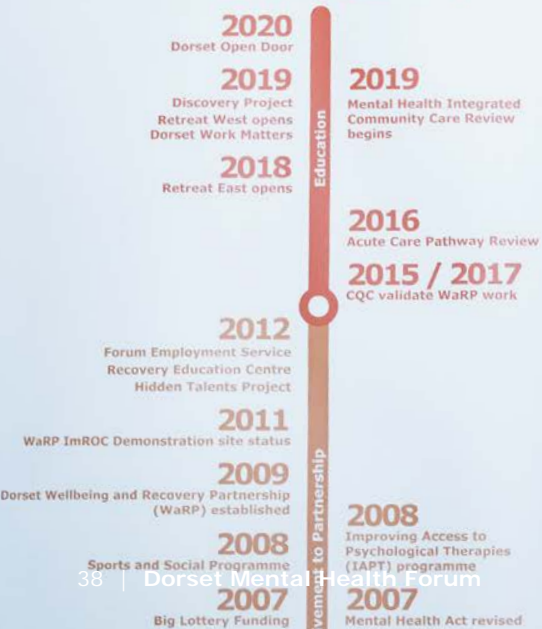 2020
Dorset Open Door
2019
Discovery Project
Retreat West opens
Dorset Work Matters
2018
Retreat East opens
2012
Forum Employment Service
Recovery Education Centre
Hidden Talents Project
2011
WaRP ImROC Demonstration site status
2009
Dorset Wellbeing and Recovery Partnership
(WaRP) established
2008
Sports and Social Programme
2007
Big Lottery Funding
Education
vement to Partnership
2019
Mental Health Integrated
Community Care Review
begins
2016
Acute Care Pathway Review
2015 / 2017
CQC validate WaRP work
2008
Improving Access to
Psychological Therapies
(IAPT) programme
2007
Mental Health Act revised
38 | Dorset Mental Health Forum